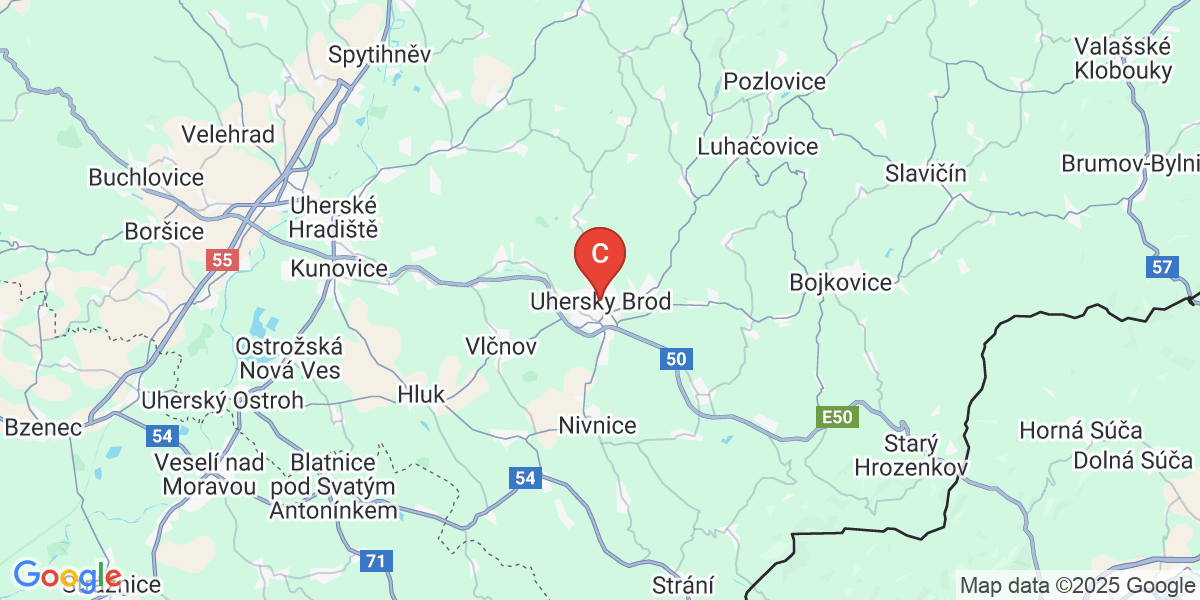 Spytihněv
Valašské
Klobouky
Pozlovice
Velehrad
Luhačovice
Buchlovice
Slavičín
Brumov-Bylni
Uherské
Hradiště
Boršice
C
55
57
Kunovice
Bojkovice
Uherský Brod
Ostrožská
Nová Ves
Vlčnov
50
Uherský Ostroh
Hluk
E50
Bzenec
Nivnice
54
Starý
Hrozenkov
Horná Súča
Dolná Súča
Veselí nad
Moravou
Blatnice
pod Svatým
Antonínkem
54
71
Google
Strážnice
Strání
Map data ©2025 Google